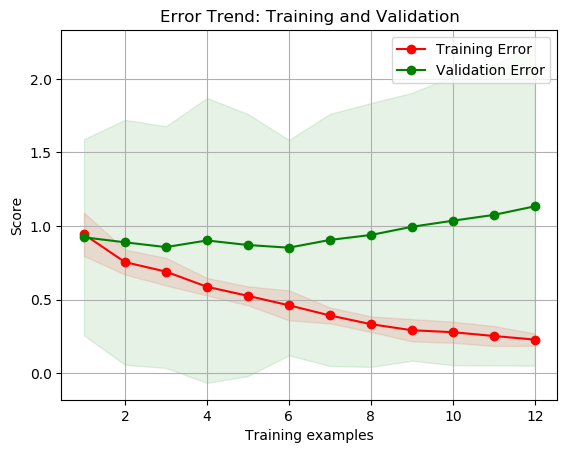 Error Trend: Training and Validation
Training Error
Validation Error
2.0
1.5
1.0
0.5
0.0
Score
2 4 6 8 10 12
Training examples